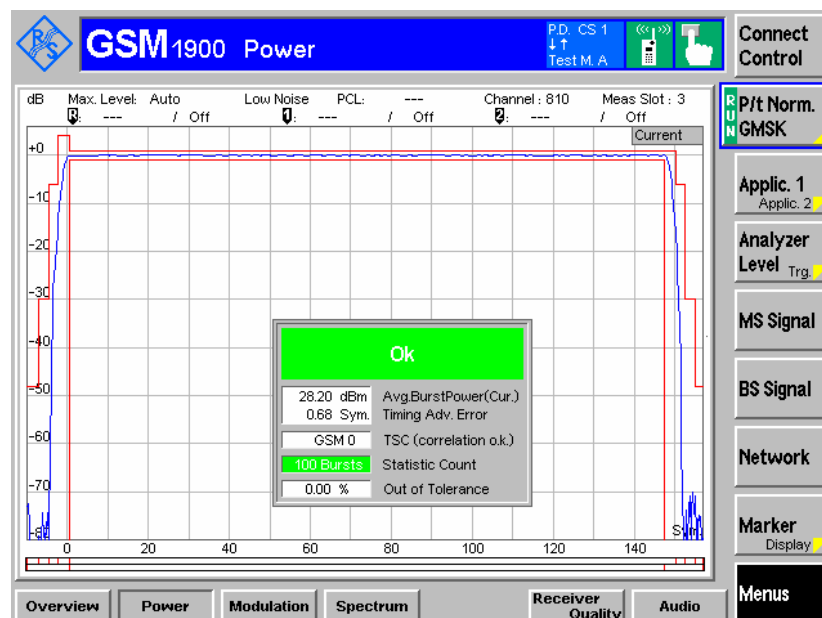 R&S
GSM 1900 Power
P.D. CS 1
↓↑
Test M. A
Connect Control
dB Max. Level: Auto Low Noise PCL: --- Channel : 810 Meas Slot : 3
--- / Off 1: --- / Off 2: --- / Off
Current
RUN
P/t Norm.
GMSK
Applic. 1
Applic. 2
Analyzer
Level Trg.
MS Signal
BS Signal
Network
Marker
Display
Menus
+0
-10
-20
-30
-40
-50
-60
-70
Ok
28.20 dBm Avg.BurstPower(Cur.)
0.68 Sym. Timing Adv. Error
GSM 0 TSC (correlation o.k.)
100 Bursts Statistic Count
0.00 % Out of Tolerance
0 20 40 60 80 100 120 140
Overview Power Modulation Spectrum Receiver Quality Audio